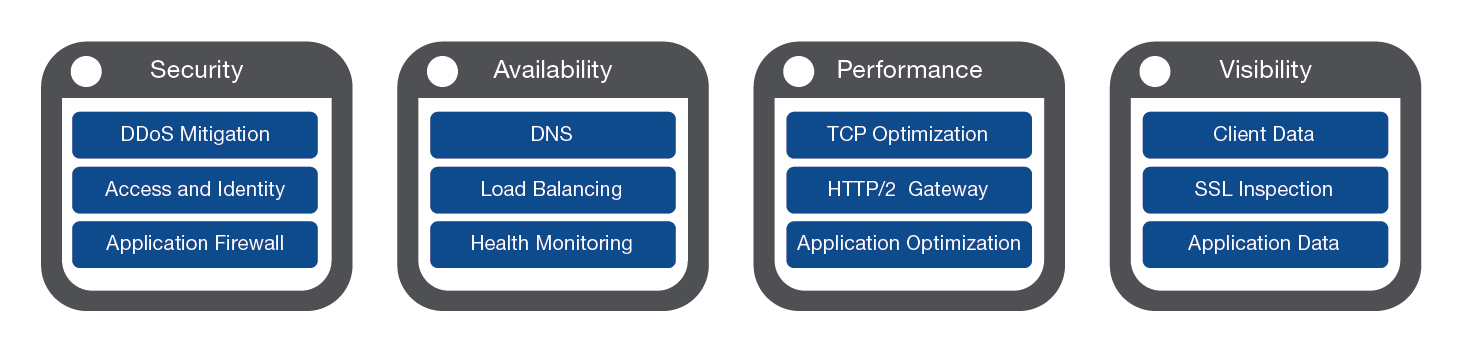 Security
DDoS Mitigation
Access and Identity
Application Firewall
Availability
DNS
Load Balancing
Health Monitoring
Performance
TCP Optimization
HTTP/2  Gateway
Application Optimization
Visibility
Client Data
SSL Inspection
Application Data